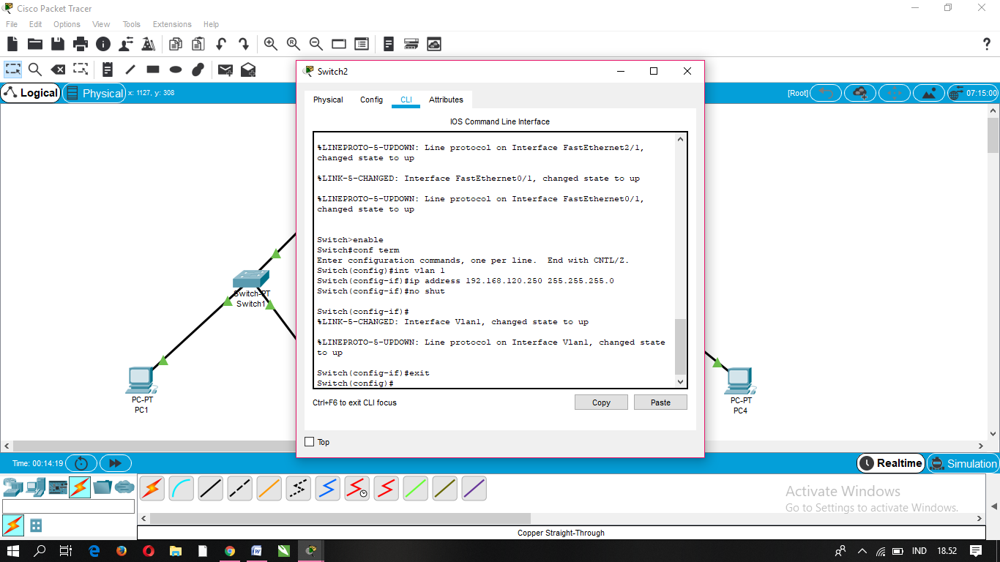 Cisco Packet Tracer
File Edit Options View Tools Extensions Help
Logical
Physical
x: 1127, y: 308
[Root]
07:15:00
Switch2
Physical Config CLI Attributes
IOS Command Line Interface
%LINEPROTO-5-UPDOWN: Line protocol on Interface FastEthernet2/1,
changed state to up
%LINK-5-CHANGED: Interface FastEthernet0/1, changed state to up
%LINEPROTO-5-UPDOWN: Line protocol on Interface FastEthernet0/1,
changed state to up
Switch>enable
Switch#conf term
Enter configuration commands, one per line.  End with CNTL/Z.
Switch(config)#int vlan 1
Switch(config-if)#ip address 192.168.120.250 255.255.255.0
Switch(config-if)#no shut
Switch(config-if)#
%LINK-5-CHANGED: Interface Vlan1, changed state to up
%LINEPROTO-5-UPDOWN: Line protocol on Interface Vlan1, changed state
to up
Switch(config-if)#exit
Switch(config)#
Ctrl+F6 to exit CLI focus
Copy
Paste
Top
Switch-PT
Switch1
PC-PT
PC1
PC-PT
PC4
Time: 00:14:19
Realtime
Simulation
Activate Windows
Go to Settings to activate Windows.
Copper Straight-Through
IND
18.52